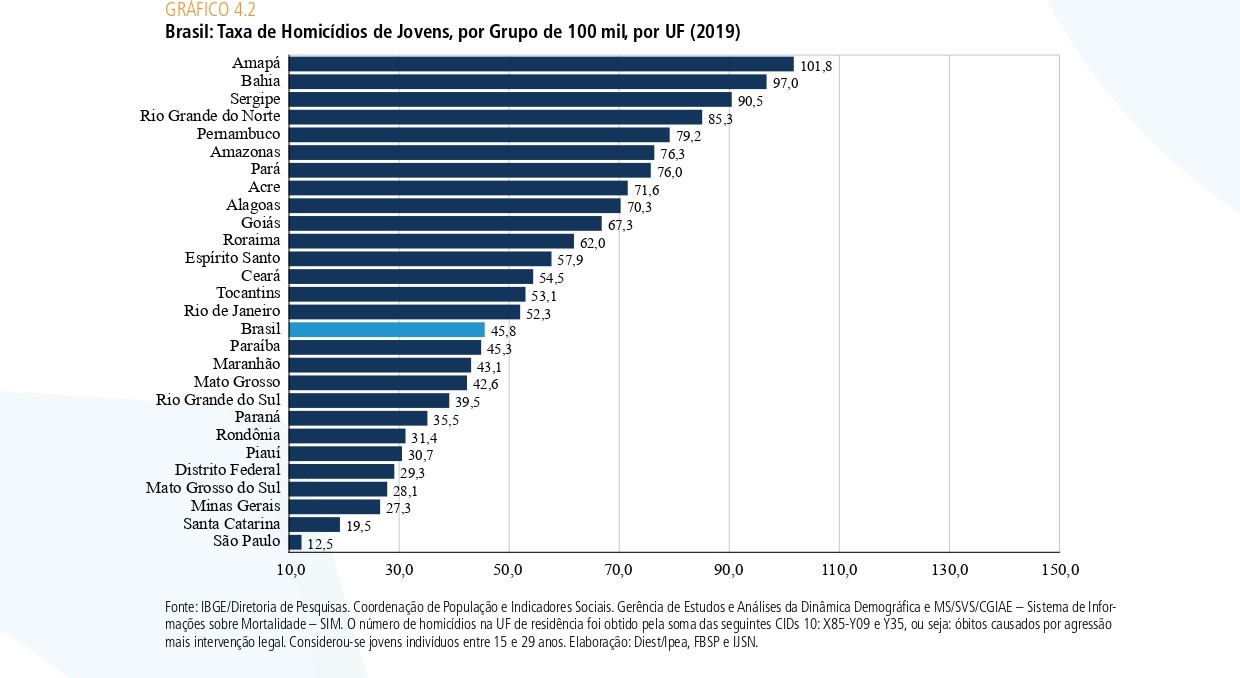 GRÁFICO 4.2
Brasil: Taxa de Homicídios de Jovens, por Grupo de 100 mil, por UF (2019)
Amapá 101,8
Bahia 97,0
Sergipe 90,5
Rio Grande do Norte 85,3
Pernambuco 79,2
Amazonas 76,3
Pará 76,0
Acre 71,6
Alagoas 70,3
Goiás 67,3
Roraima 62,0
Espírito Santo 57,9
Ceará 54,5
Tocantins 53,1
Rio de Janeiro 52,3
Brasil 45,8
Paraíba 45,3
Maranhão 43,1
Mato Grosso 42,6
Rio Grande do Sul 39,5
Paraná 35,5
Rondônia 31,4
Piauí 30,7
Distrito Federal 29,3
Mato Grosso do Sul 28,1
Minas Gerais 27,3
Santa Catarina 19,5
São Paulo 12,5
10,0 30,0 50,0 70,0 90,0 110,0 130,0 150,0
Fonte: IBGE/Diretoria de Pesquisas. Coordenação de População e Indicadores Sociais. Gerência de Estudos e Análises da Dinâmica Demográfica e MS/SVS/CGIAE – Sistema de Infor-
mações sobre Mortalidade – SIM. O número de homicídios na UF de residência foi obtido pela soma das seguintes CIDs 10: X85-Y09 e Y35, ou seja: óbitos causados por agressão
mais intervenção legal. Considerou-se jovens indivíduos entre 15 e 29 anos. Elaboração: Diest/Ipea, FBSP e IJSN.